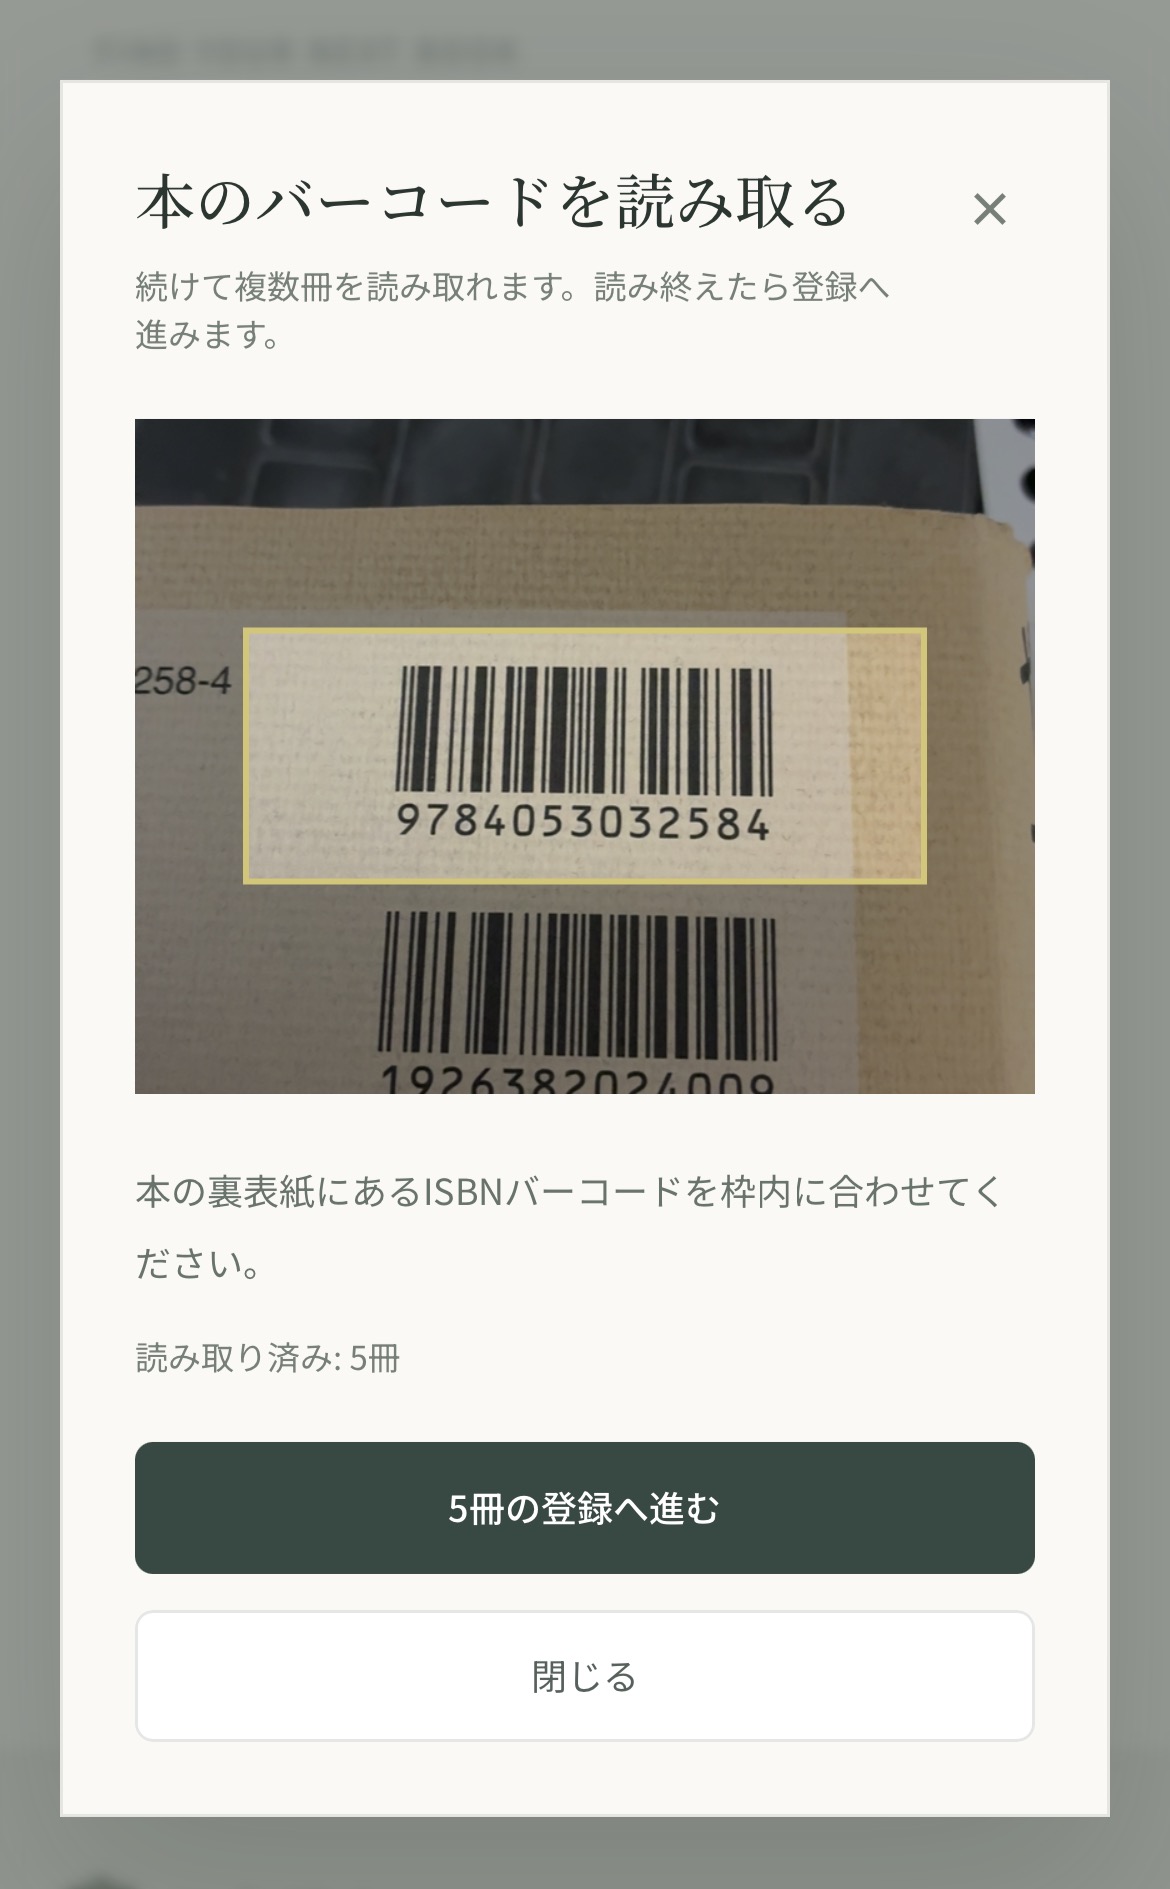 本のバーコードを読み取る
×
続けて複数冊を読み取れます。読み終えたら登録へ
進みます。
258-4
9784053032584
1926382024009
本の裏表紙にあるISBNバーコードを枠内に合わせてく
ださい。
読み取り済み: 5冊
5冊の登録へ進む
閉じる